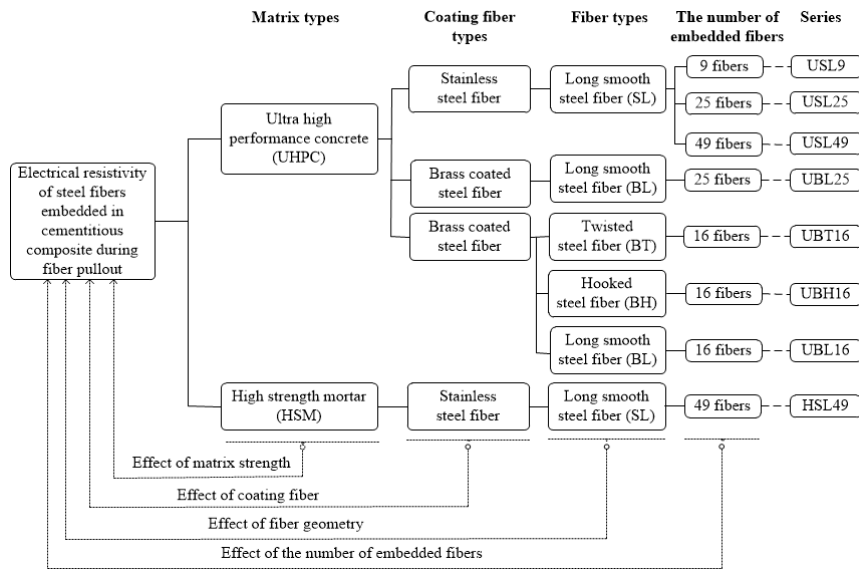 Matrix types
Coating fiber
types
Fiber types
The number of
embedded fibers
Series
Electrical resistivity
of steel fibers
embedded in
cementitious
composite during
fiber pullout
Ultra high
performance concrete
(UHPC)
Stainless
steel fiber
Long smooth
steel fiber (SL)
9 fibers
USL9
25 fibers
USL25
49 fibers
USL49
Brass coated
steel fiber
Long smooth
steel fiber (BL)
25 fibers
UBL25
Brass coated
steel fiber
Twisted
steel fiber (BT)
16 fibers
UBT16
Hooked
steel fiber (BH)
16 fibers
UBH16
Long smooth
steel fiber (BL)
16 fibers
UBL16
High strength mortar
(HSM)
Stainless
steel fiber
Long smooth
steel fiber (SL)
49 fibers
HSL49
Effect of matrix strength
Effect of coating fiber
Effect of fiber geometry
Effect of the number of embedded fibers